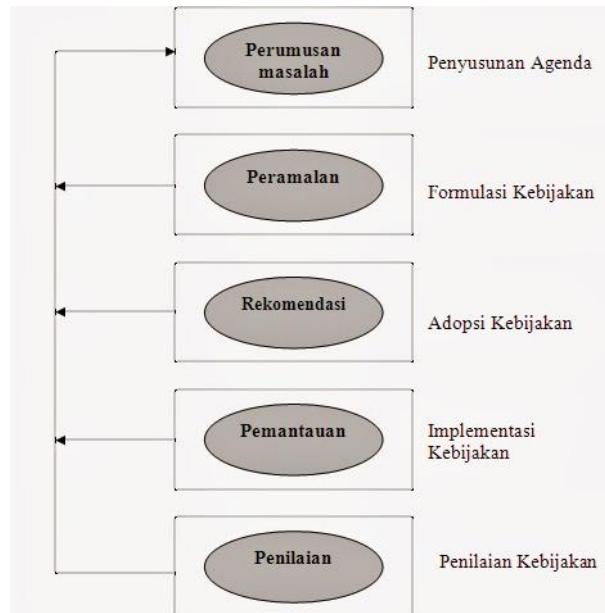 Perumusan
masalah
Penyusunan Agenda
Peramalan
Formulasi Kebijakan
Rekomendasi
Adopsi Kebijakan
Pemantauan
Implementasi
Kebijakan
Penilaian
Penilaian Kebijakan